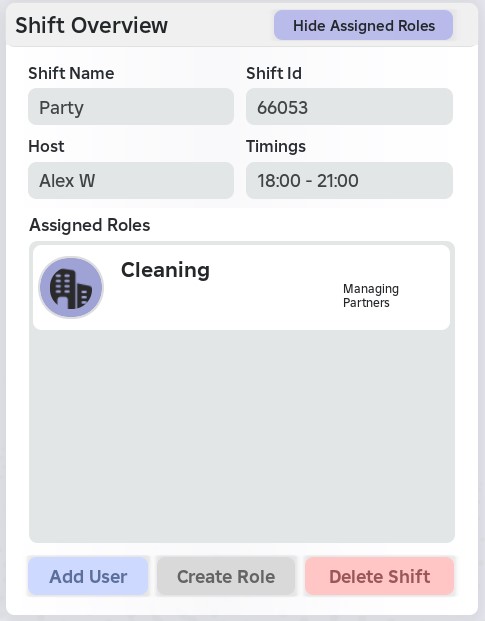 Shift Overview
Hide Assigned Roles
Shift Name
Shift Id
Party
66053
Host
Timings
Alex W
18:00 - 21:00
Assigned Roles
Cleaning
Managing
Partners
Add User
Create Role
Delete Shift